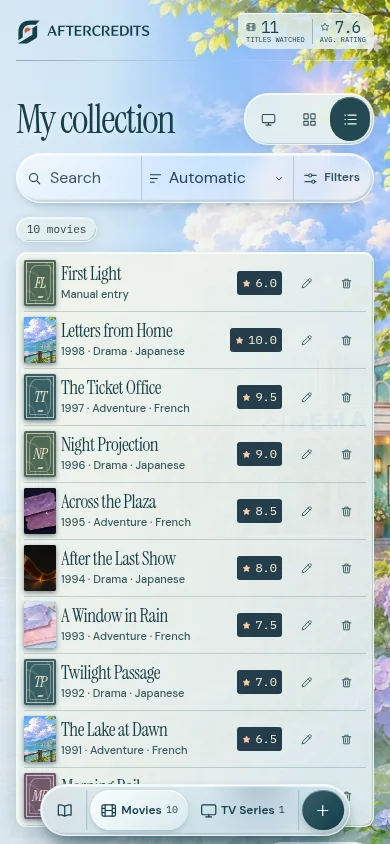 AFTERCREDITS
11
TITLES WATCHED
7.6
AVG. RATING
My collection
Search
Automatic
Filters
10 movies
FL
First Light
Manual entry
6.0
Letters from Home
1998 · Drama · Japanese
10.0
TT
The Ticket Office
1997 · Adventure · French
9.5
CINEMA
NP
Night Projection
1996 · Drama · Japanese
9.0
Across the Plaza
1995 · Adventure · French
8.5
After the Last Show
1994 · Drama · Japanese
8.0
A Window in Rain
1993 · Adventure · French
7.5
TP
Twilight Passage
1992 · Drama · Japanese
7.0
The Lake at Dawn
1991 · Adventure · French
6.5
Morning
Movies 10
TV Series 1